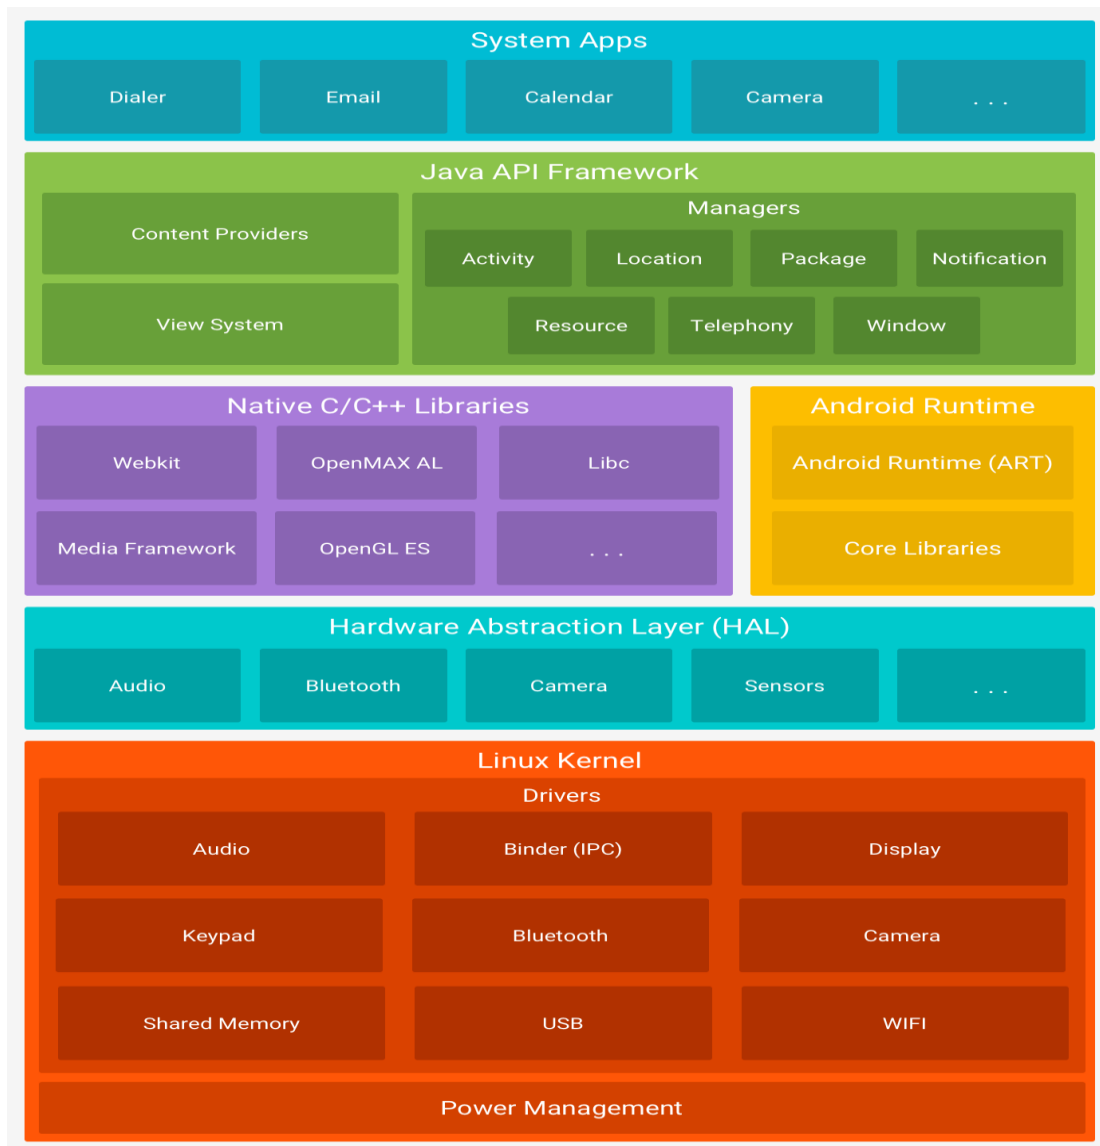 System Apps
Dialer
Email
Calendar
Camera
. . .
Java API Framework
Content Providers
View System
Managers
Activity
Location
Package
Notification
Resource
Telephony
Window
Native C/C++ Libraries
Webkit
OpenMAX AL
Libc
Media Framework
OpenGL ES
. . .
Android Runtime
Android Runtime (ART)
Core Libraries
Hardware Abstraction Layer (HAL)
Audio
Bluetooth
Camera
Sensors
. . .
Linux Kernel
Drivers
Audio
Binder (IPC)
Display
Keypad
Bluetooth
Camera
Shared Memory
USB
WIFI
Power Management